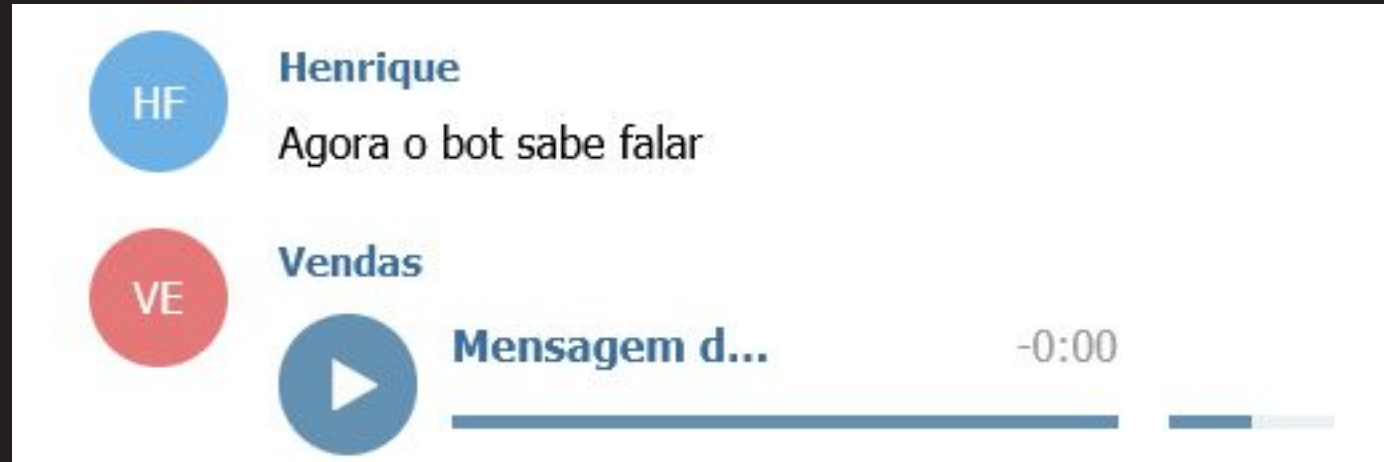 HF
Henrique
Agora o bot sabe falar
VE
Vendas
Mensagem d...
-0:00